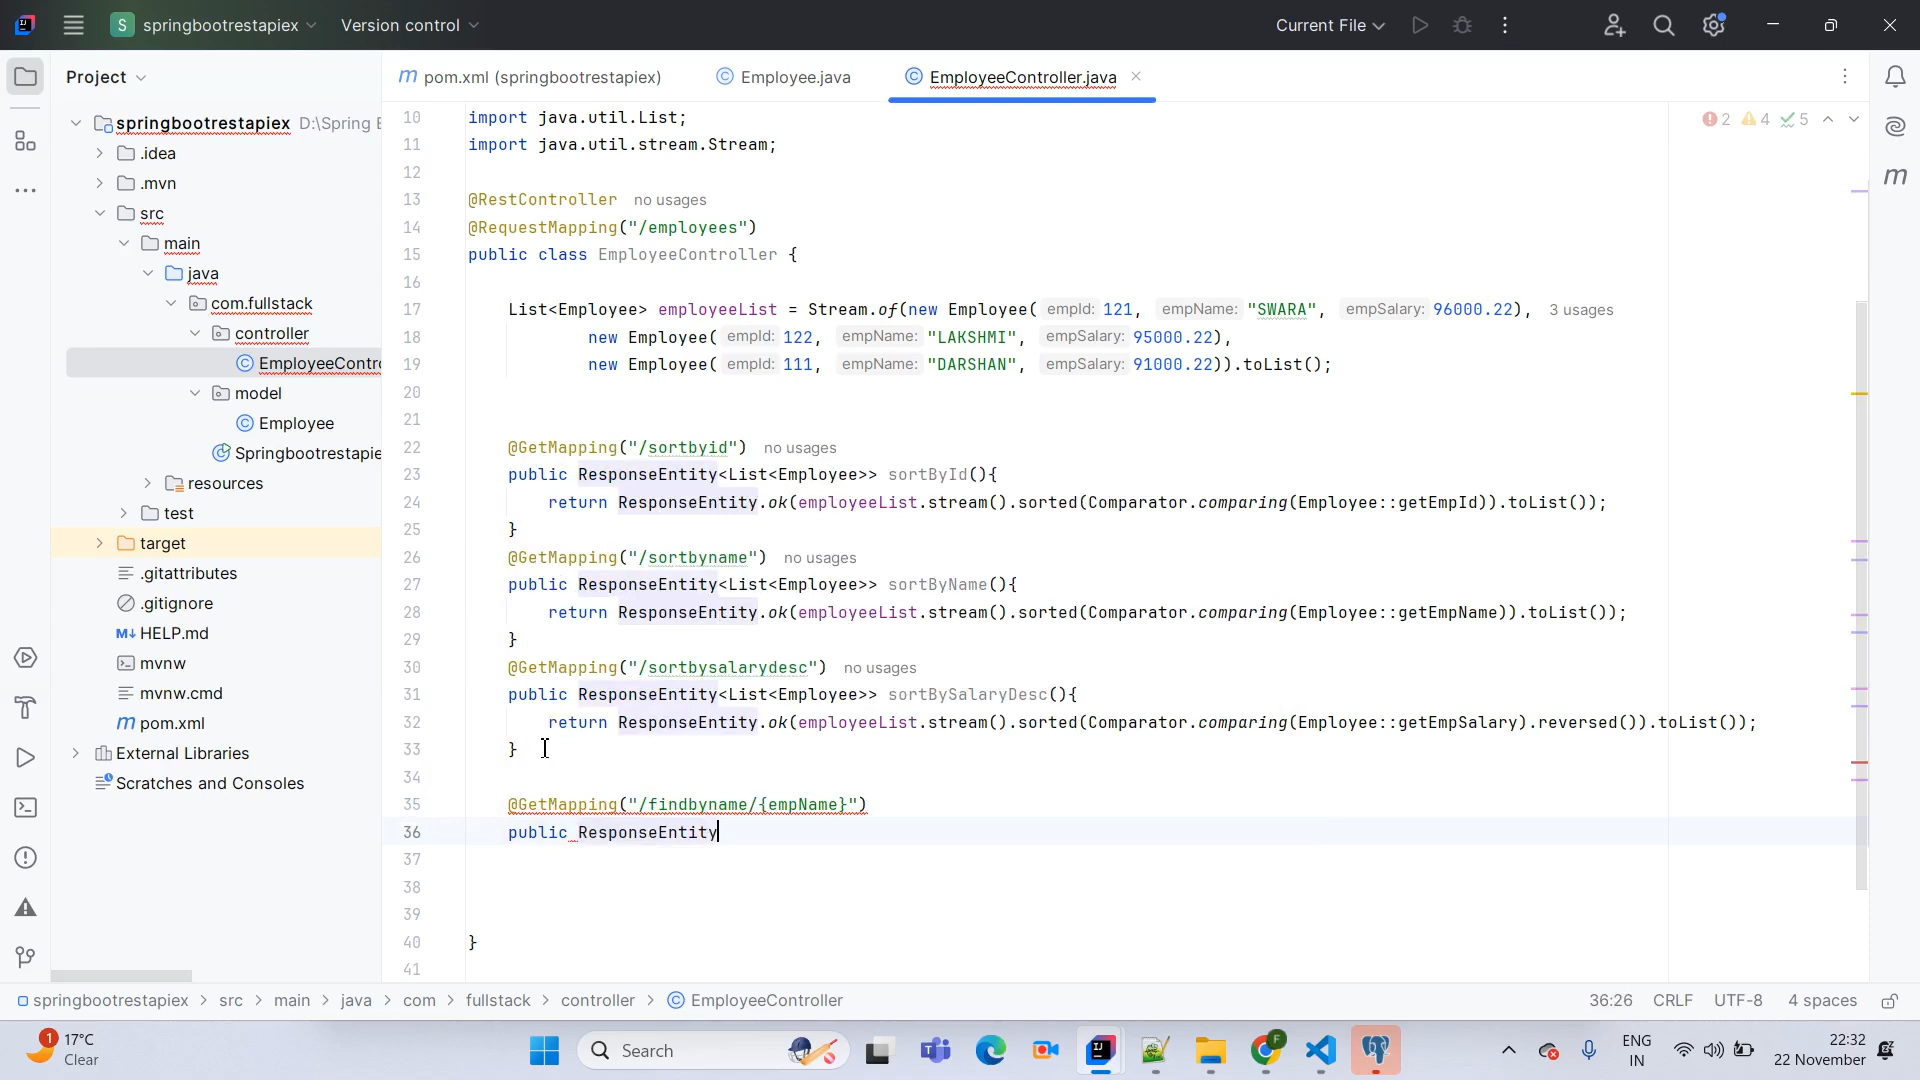 S springbootrestapiex Version control Current File
Project
pom.xml (springbootrestapiex) Employee.java EmployeeController.java
springbootrestapiex D:\Spring
.idea
.mvn
src
main
java
com.fullstack
controller
EmployeeContro
model
Employee
Springbootrestapie
resources
test
target
.gitattributes
.gitignore
HELP.md
mvnw
mvnw.cmd
pom.xml
External Libraries
Scratches and Consoles
2 4 5
10 import java.util.List;
11 import java.util.stream.Stream;
12
13 @RestController no usages
14 @RequestMapping("/employees")
15 public class EmployeeController {
16
17 List<Employee> employeeList = Stream.of(new Employee( empId: 121, empName: "SWARA", empSalary: 96000.22), 3 usages
18 new Employee( empId: 122, empName: "LAKSHMI", empSalary: 95000.22),
19 new Employee( empId: 111, empName: "DARSHAN", empSalary: 91000.22)).toList();
20
21
22 @GetMapping("/sortbyid") no usages
23 public ResponseEntity<List<Employee>> sortById(){
24 return ResponseEntity.ok(employeeList.stream().sorted(Comparator.comparing(Employee::getEmpId)).toList());
25 }
26 @GetMapping("/sortbyname") no usages
27 public ResponseEntity<List<Employee>> sortByName(){
28 return ResponseEntity.ok(employeeList.stream().sorted(Comparator.comparing(Employee::getEmpName)).toList());
29 }
30 @GetMapping("/sortbysalarydesc") no usages
31 public ResponseEntity<List<Employee>> sortBySalaryDesc(){
32 return ResponseEntity.ok(employeeList.stream().sorted(Comparator.comparing(Employee::getEmpSalary).reversed()).toList());
33 }
34
35 @GetMapping("/findbyname/{empName}")
36 public ResponseEntity
37
38
39
40 }
41
springbootrestapiex > src > main > java > com > fullstack > controller > EmployeeController 36:26 CRLF UTF-8 4 spaces
1 17°C
Clear
Search
ENG
IN
22:32
22 November